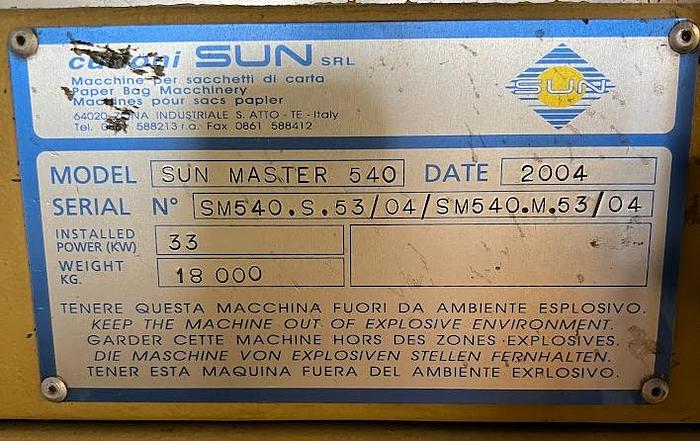 SUN SRL
Macchine per sacchetti di carta
Paper Bag Macchinery
Machines pour sacs papier
64020 ZONA INDUSTRIALE S. ATTO - TE - Italy
Tel. 588213 r.a. Fax 0861 588412
SUN
MODEL SUN MASTER 540 DATE 2004
SERIAL N° SM540.S.53/04/SM540.M.53/04
INSTALLED
POWER (KW) 33
WEIGHT
KG. 18 000
TENERE QUESTA MACCHINA FUORI DA AMBIENTE ESPLOSIVO.
KEEP THE MACHINE OUT OF EXPLOSIVE ENVIRONMENT.
GARDER CETTE MACHINE HORS DES ZONES EXPLOSIVES.
DIE MASCHINE VON EXPLOSIVEN STELLEN FERNHALTEN.
TENER ESTA MAQUINA FUERA DEL AMBIENTE EXPLOSIVO.